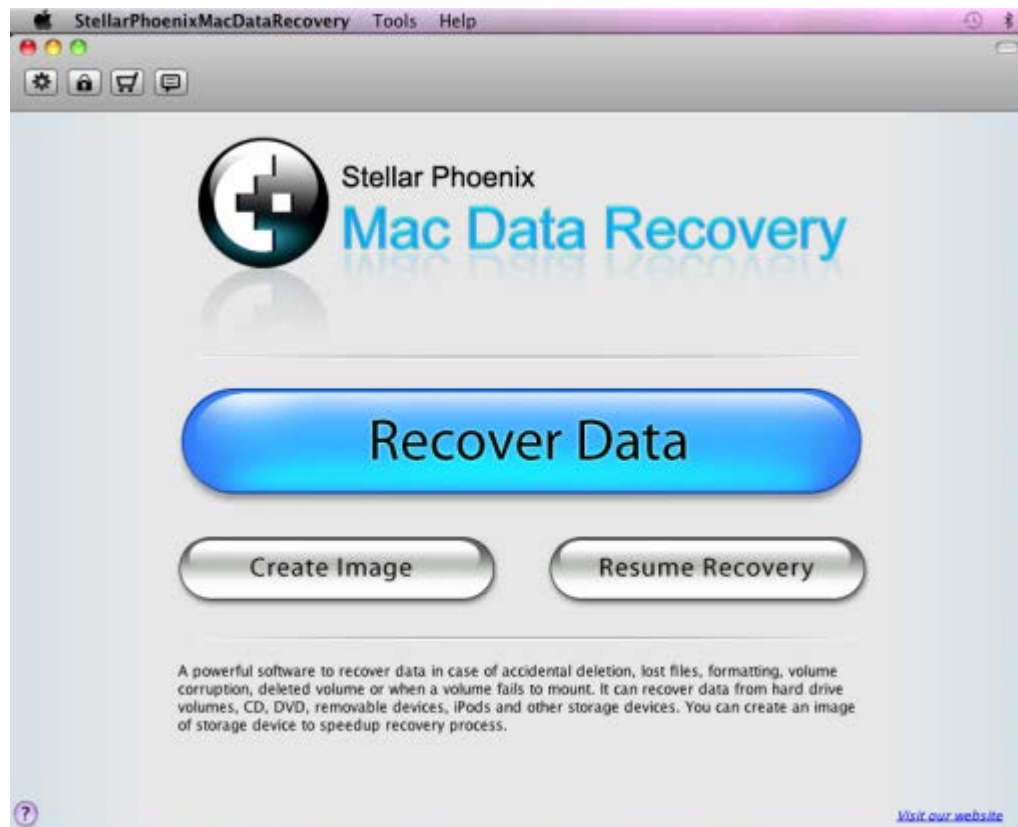 StellarPhoenixMacDataRecovery Tools Help
Stellar Phoenix
Mac Data Recovery
Recover Data
Create Image
Resume Recovery
A powerful software to recover data in case of accidental deletion, lost files, formatting, volume
corruption, deleted volume or when a volume fails to mount. It can recover data from hard drive
volumes, CD, DVD, removable devices, iPods and other storage devices. You can create an image
of storage device to speedup recovery process.
?
Visit our website